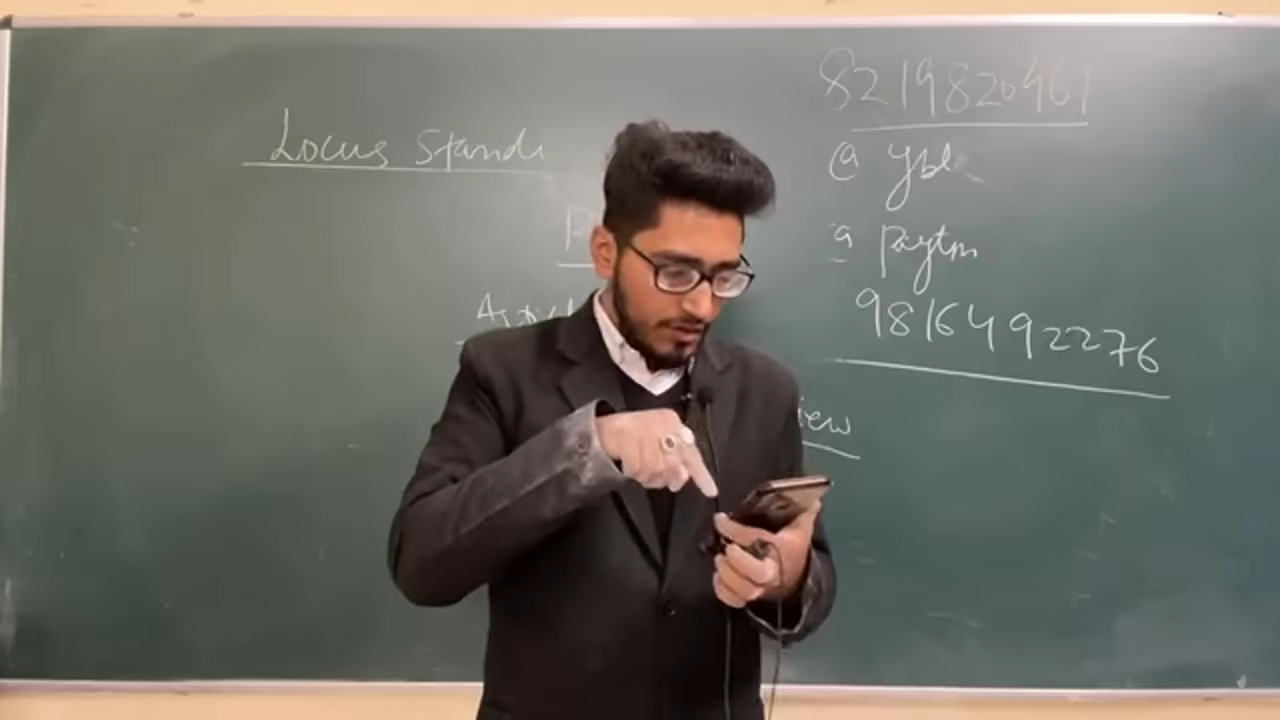 8219820461
Locus Standi
@ ybl
@ Paytm
9816492276
iew